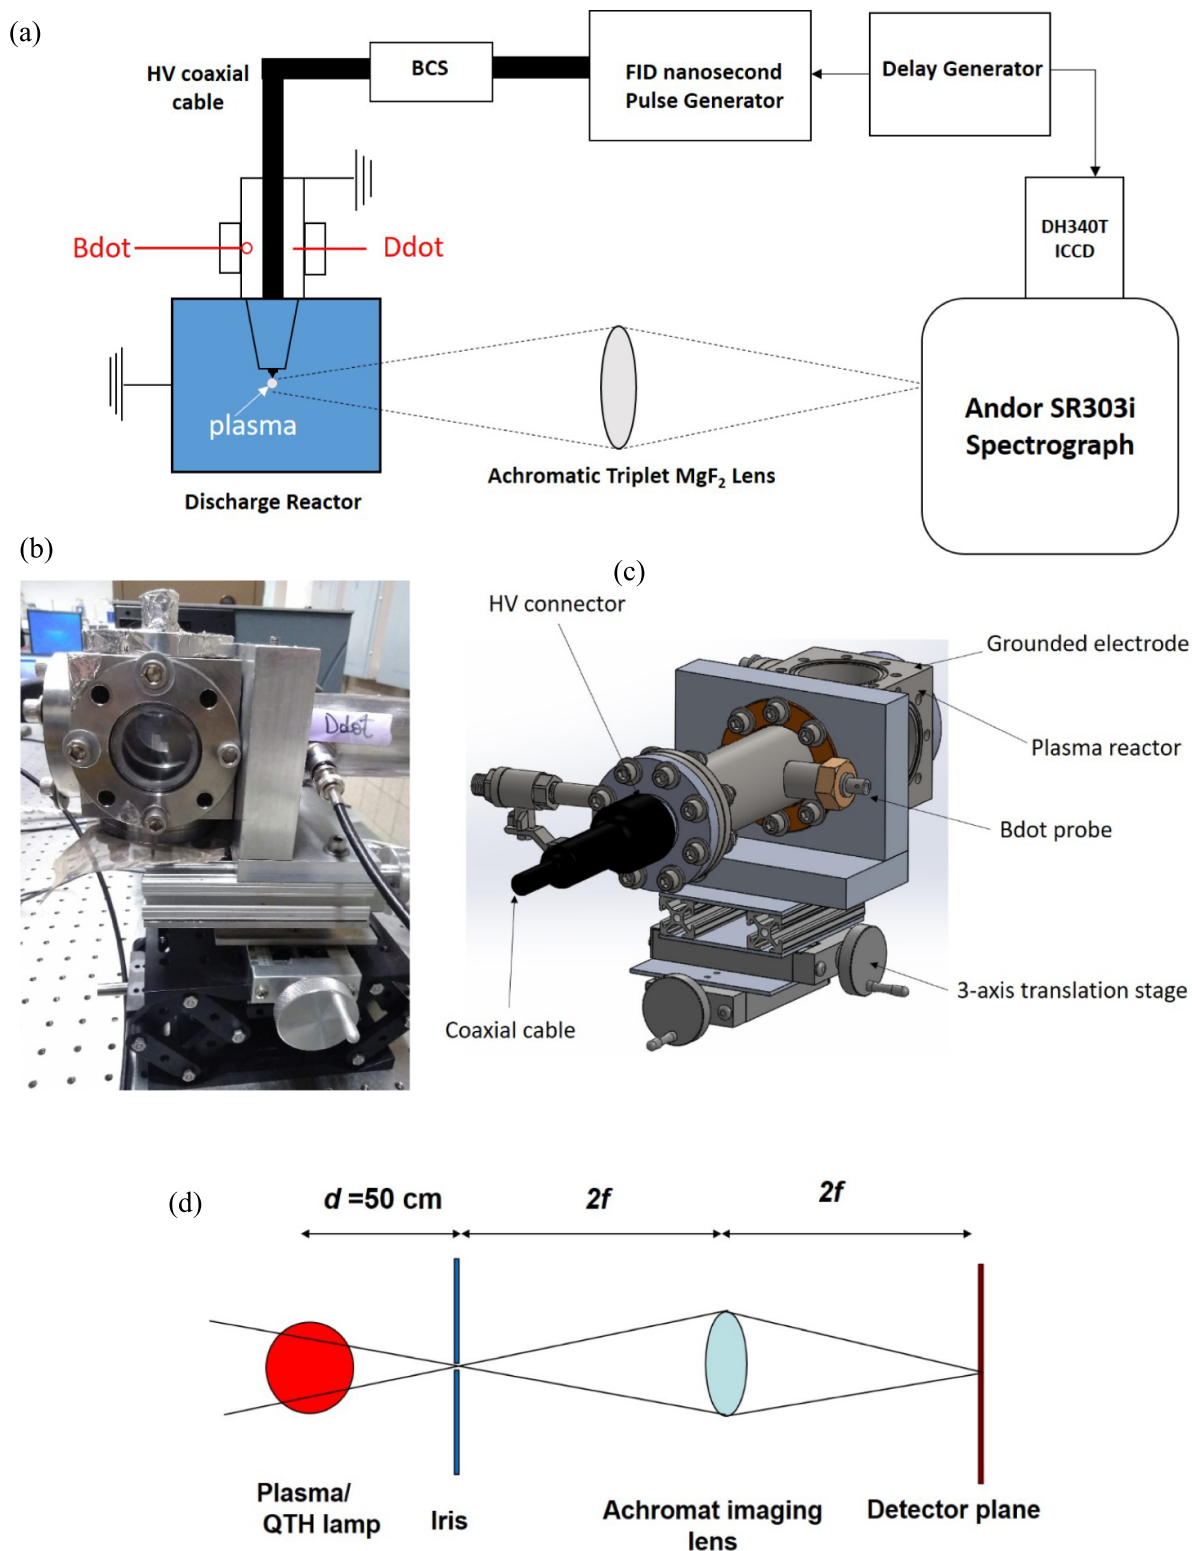 (a)
HV coaxial
cable
BCS
FID nanosecond
Pulse Generator
Delay Generator
DH340T
ICCD
Bdot
Ddot
plasma
Andor SR303i
Spectrograph
Achromatic Triplet MgF₂ Lens
Discharge Reactor
(b)
Ddot
(c)
HV connector
Grounded electrode
Plasma reactor
Bdot probe
3-axis translation stage
Coaxial cable
(d)
d =50 cm
2f
2f
Plasma/
QTH lamp
Iris
Achromat imaging
lens
Detector plane